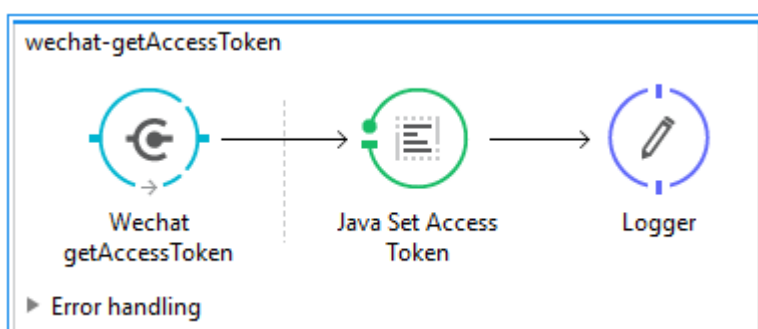 wechat-getAccessToken
Wechat
getAccessToken
Java Set Access
Token
Logger
Error handling